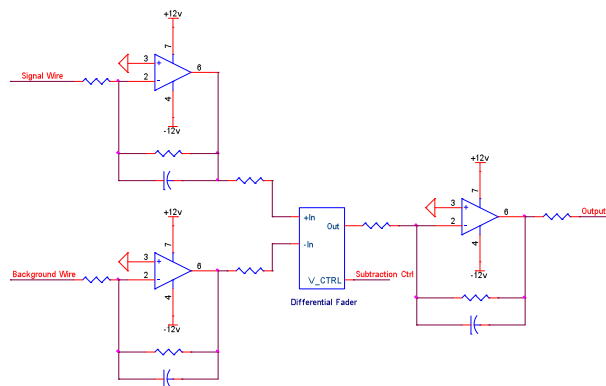 +12v
7
3
+
6
Signal Wire
2
-
4
-12v
+12v
7
3
+
6
Background Wire
2
-
4
-12v
+In
Out
-In
V_CTRL
Subtraction Ctrl
Differential Fader
+12v
7
3
+
6
Output
2
-
4
-12v